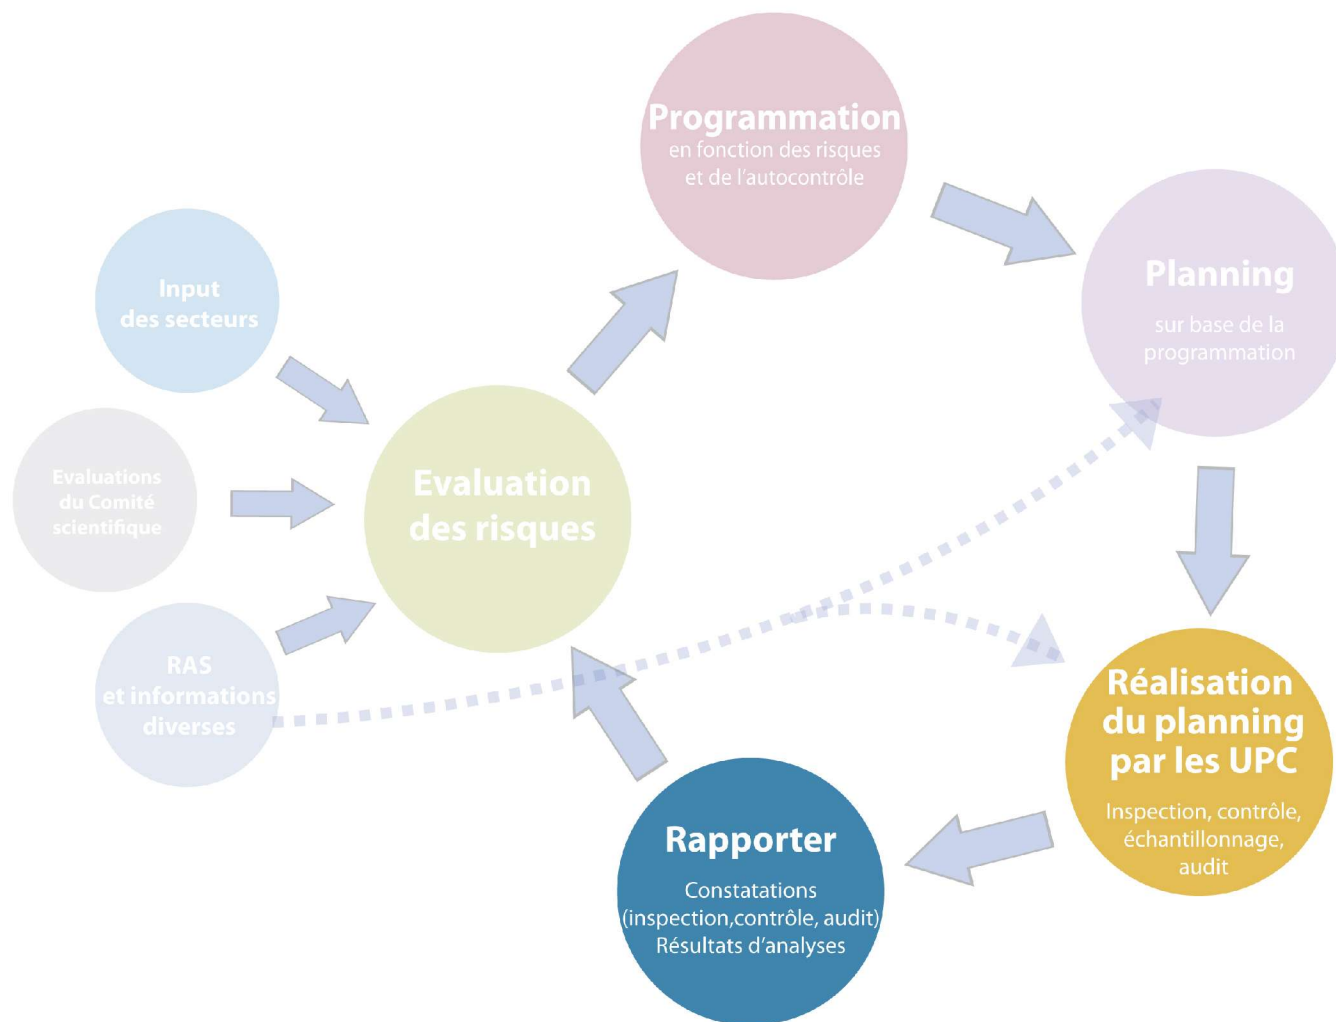 Programmation
en fonction des risques
et de l'autocontrôle
Planning
sur base de la
programmation
Input
des secteurs
Evaluation
des risques
Evaluations
du Comité
scientifique
RAS
et informations
diverses
Réalisation
du planning
par les UPC
Inspection, contrôle,
échantillonnage,
audit
Rapporter
Constatations
(inspection,contrôle, audit)
Résultats d'analyses